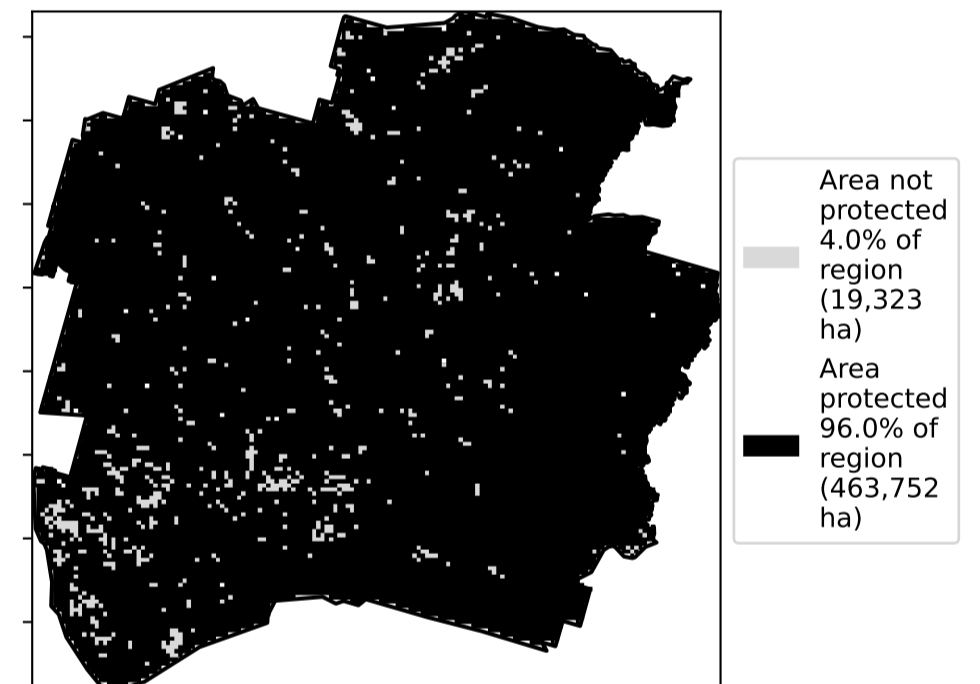 Area not
protected
4.0% of
region
(19,323
ha)
Area
protected
96.0% of
region
(463,752
ha)